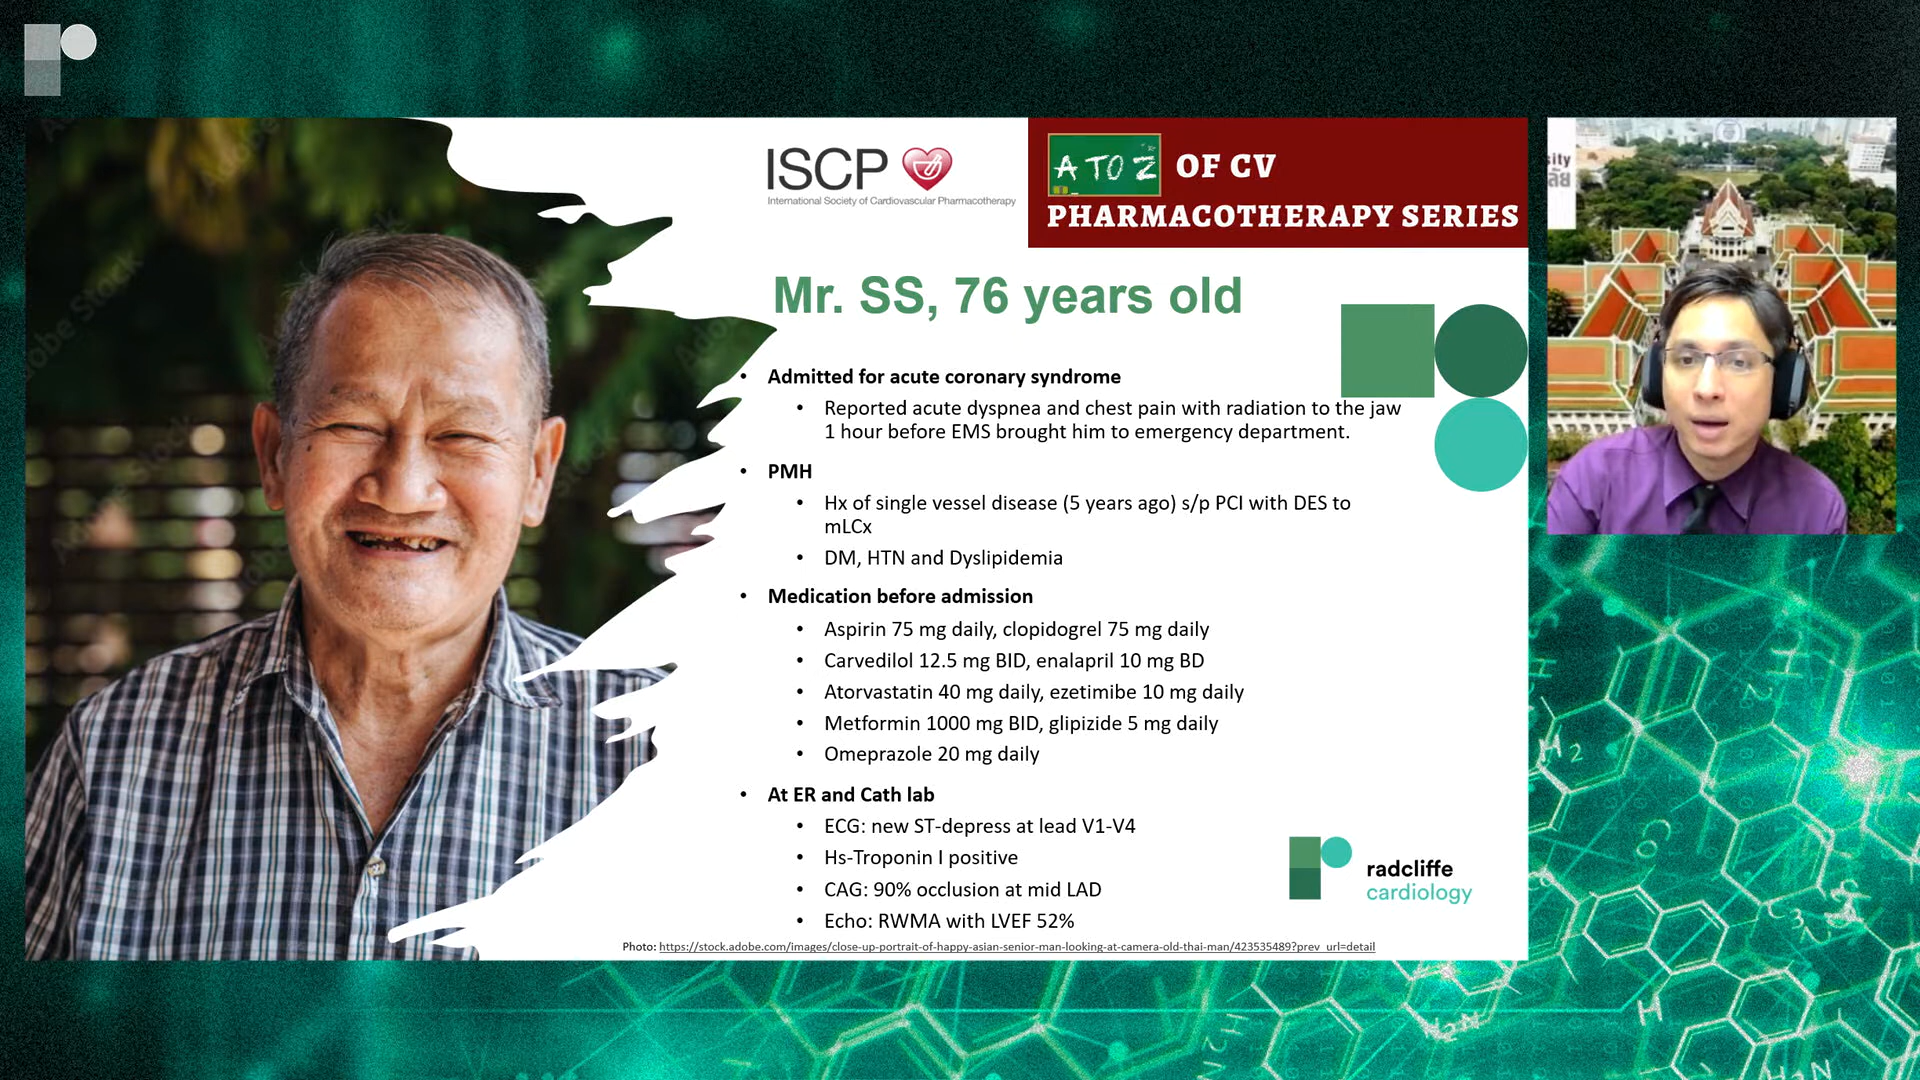 ISCP
International Society of Cardiovascular Pharmacotherapy
A TO Z OF CV
PHARMACOTHERAPY SERIES
Mr. SS, 76 years old
• Admitted for acute coronary syndrome
• Reported acute dyspnea and chest pain with radiation to the jaw
1 hour before EMS brought him to emergency department.
• PMH
• Hx of single vessel disease (5 years ago) s/p PCI with DES to
mLCx
• DM, HTN and Dyslipidemia
• Medication before admission
• Aspirin 75 mg daily, clopidogrel 75 mg daily
• Carvedilol 12.5 mg BID, enalapril 10 mg BD
• Atorvastatin 40 mg daily, ezetimibe 10 mg daily
• Metformin 1000 mg BID, glipizide 5 mg daily
• Omeprazole 20 mg daily
• At ER and Cath lab
• ECG: new ST-depress at lead V1-V4
• Hs-Troponin I positive
• CAG: 90% occlusion at mid LAD
• Echo: RWMA with LVEF 52%
radcliffe
cardiology
Photo: https://stock.adobe.com/images/close-up-portrait-of-happy-asian-senior-man-looking-at-camera-old-thai-man/423535489?prev_url=detail
sity
ลัย
H2
H2N
H